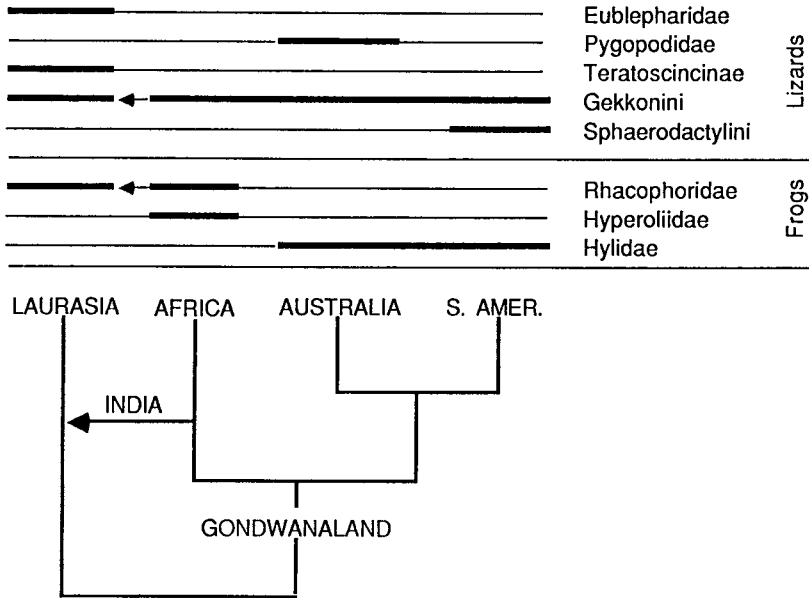 Eublepharidae
Pygopodidae
Teratoscincinae
Gekkonini
Sphaerodactylini
Lizards
Rhacophoridae
Hyperoliidae
Hylidae
Frogs
LAURASIA AFRICA AUSTRALIA S. AMER.
INDIA
GONDWANALAND